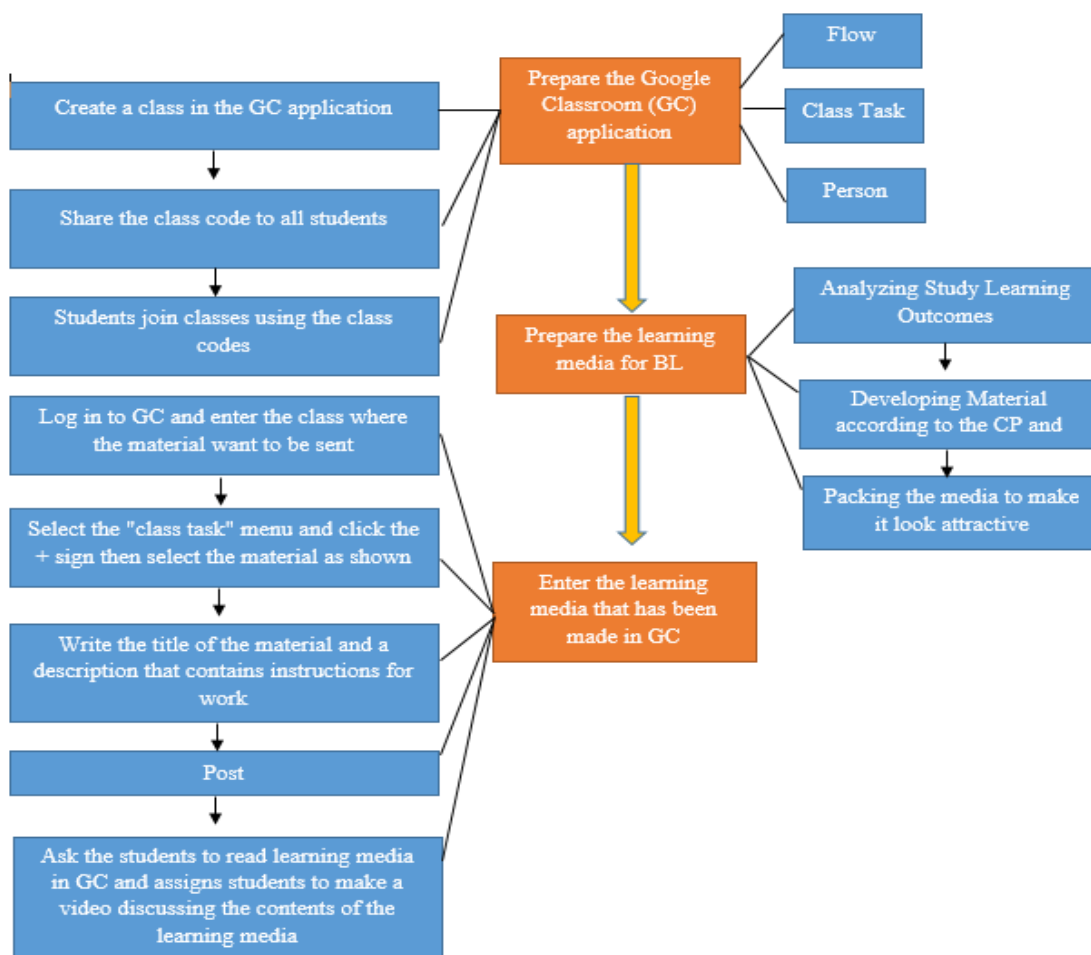 Create a class in the GC application
Share the class code to all students
Students join classes using the class
codes
Log in to GC and enter the class where
the material want to be sent
Select the "class task" menu and click the
+ sign then select the material as shown
Write the title of the material and a
description that contains instructions for
work
Post
Ask the students to read learning media
in GC and assigns students to make a
video discussing the contents of the
learning media
Prepare the Google
Classroom (GC)
application
Prepare the learning
media for BL
Enter the learning
media that has been
made in GC
Flow
Class Task
Person
Analyzing Study Learning
Outcomes
Developing Material
according to the CP and
Packing the media to make
it look attractive